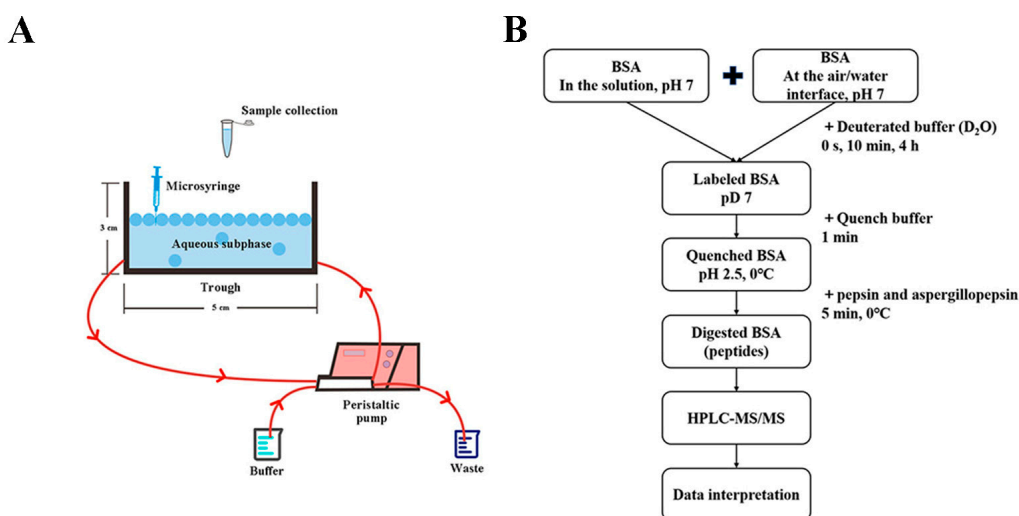 A
Sample collection
Microsyringe
3 cm
Aqueous subphase
Trough
5 cm
Peristaltic
pump
Buffer
Waste
B
BSA
In the solution, pH 7
+
BSA
At the air/water
interface, pH 7
+ Deuterated buffer (D₂O)
0 s, 10 min, 4 h
Labeled BSA
pD 7
+ Quench buffer
1 min
Quenched BSA
pH 2.5, 0℃
+ pepsin and aspergillopepsin
5 min, 0℃
Digested BSA
(peptides)
HPLC-MS/MS
Data interpretation